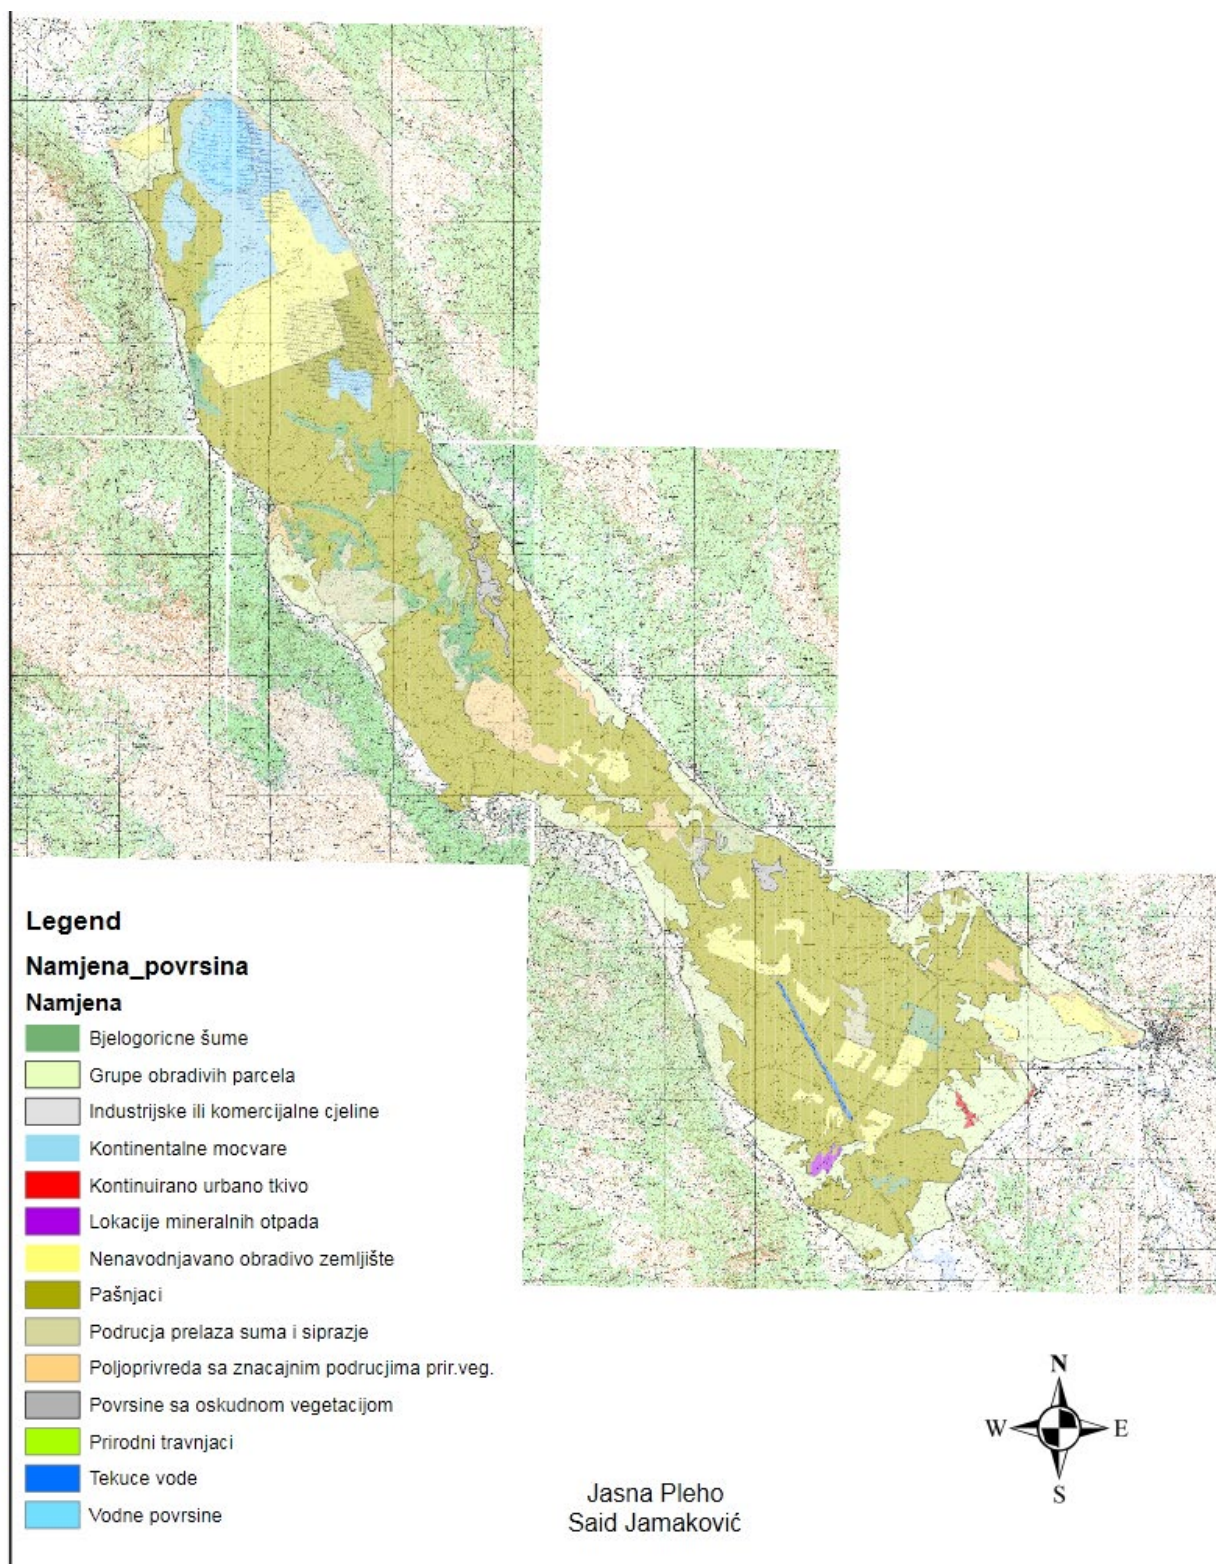 Legend
Namjena_povrsina
Namjena
Bjelogoricne šume
Grupe obradivih parcela
Industrijske ili komercijalne cjeline
Kontinentalne mocvare
Kontinuirano urbano tkivo
Lokacije mineralnih otpada
Nenavodnjavano obradivo zemljište
Pašnjaci
Podrucja prelaza suma i siprazje
Poljoprivreda sa znacajnim podrucjima prir.veg.
Povrsine sa oskudnom vegetacijom
Prirodni travnjaci
Tekuce vode
Vodne povrsine
N
W E
S
Jasna Pleho
Said Jamaković